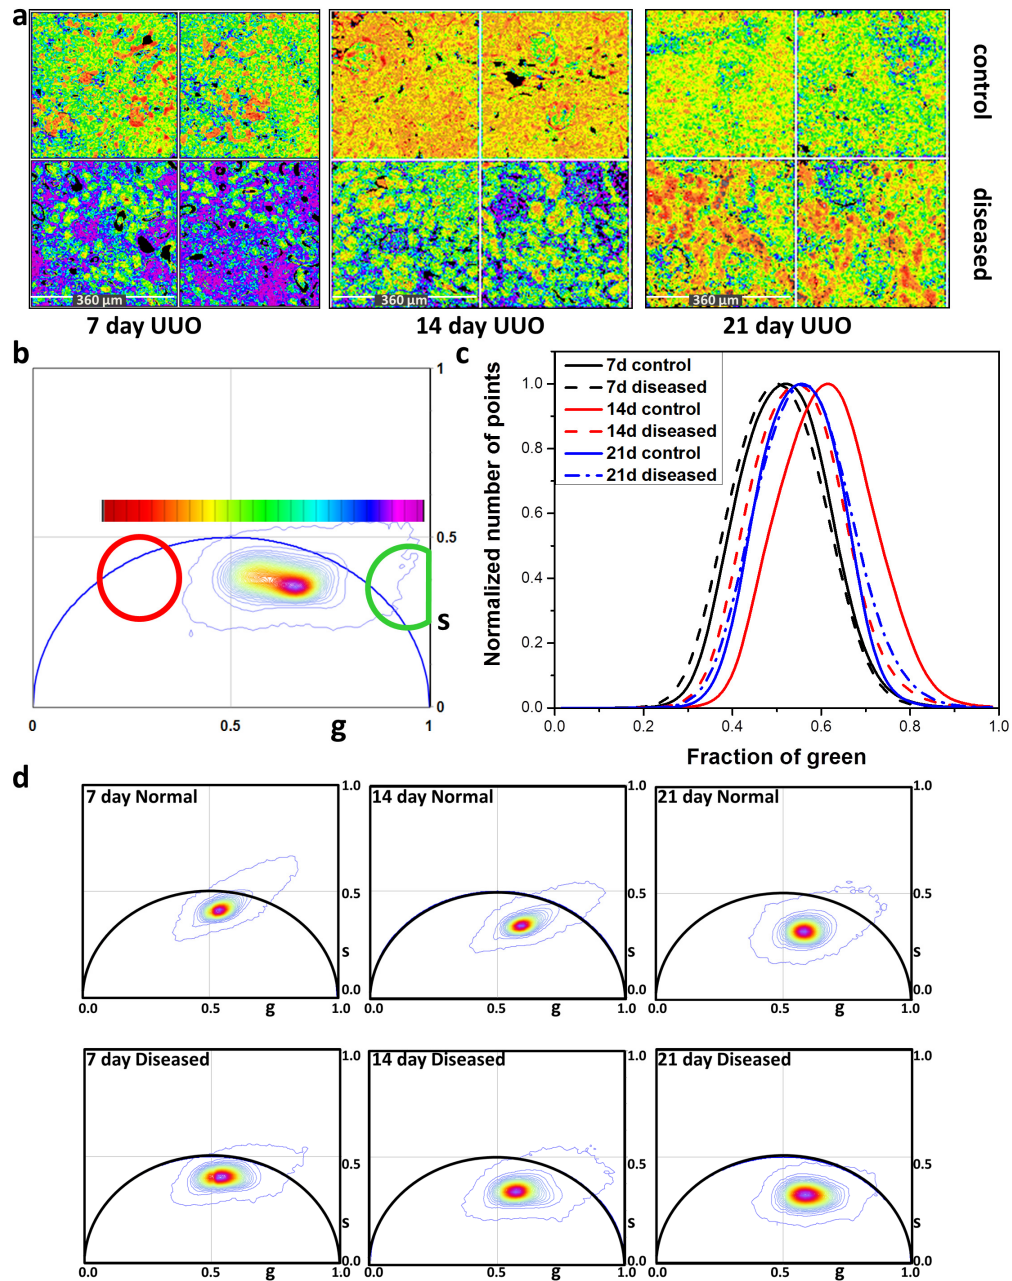 a
control
diseased
360 µm
360 µm
360 µm
7 day UUO
14 day UUO
21 day UUO
b
1
0.5
s
0
0
0.5
g
1
c
7d control
7d diseased
14d control
14d diseased
21d control
21d diseased
Normalized number of points
1.0
0.8
0.6
0.4
0.2
0.0
0.0
0.2
0.4
0.6
0.8
1.0
Fraction of green
d
7 day Normal
1.0
0.5
s
0.0
0.0
0.5
g
1.0
14 day Normal
1.0
0.5
s
0.0
0.0
0.5
g
1.0
21 day Normal
1.0
0.5
s
0.0
0.0
0.5
g
1.0
7 day Diseased
1.0
0.5
s
0.0
0.0
0.5
g
1.0
14 day Diseased
1.0
0.5
s
0.0
0.0
0.5
g
1.0
21 day Diseased
1.0
0.5
s
0.0
0.0
0.5
g
1.0